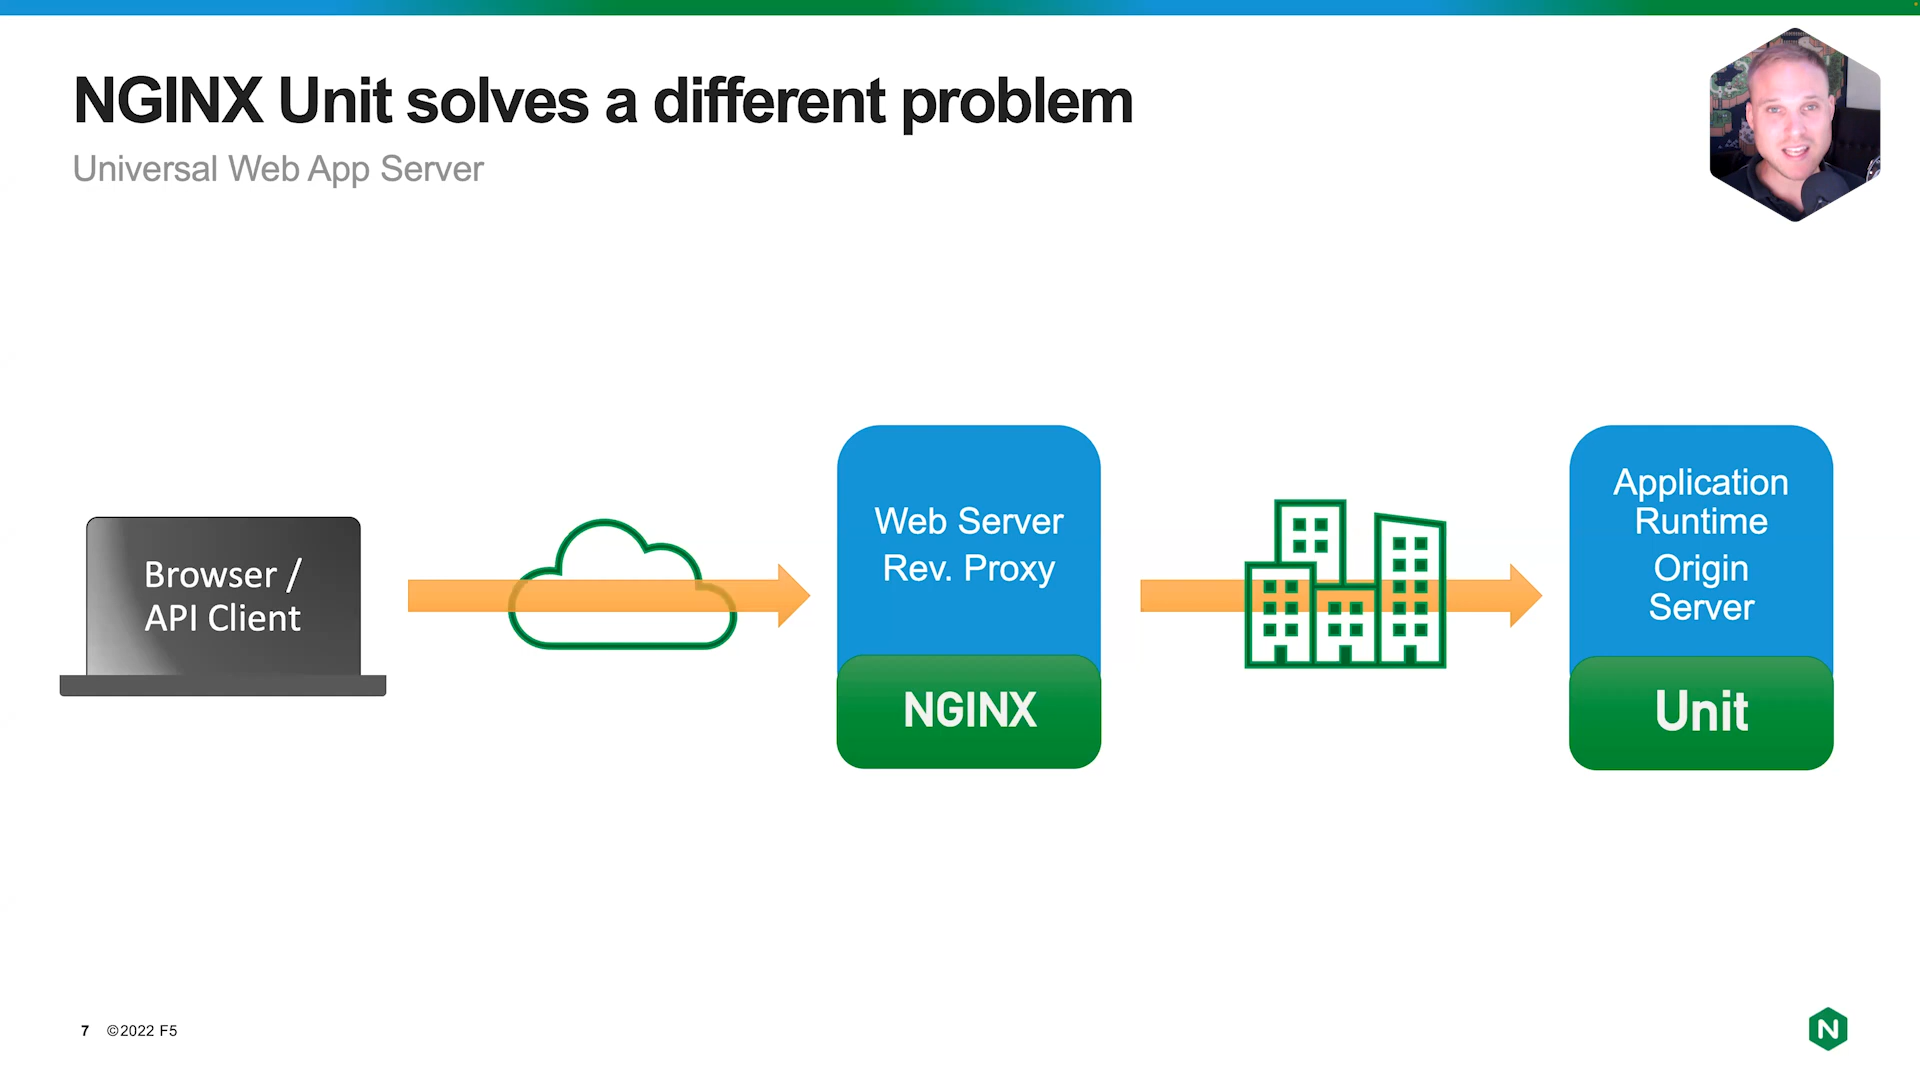 NGINX Unit solves a different problem
Universal Web App Server
Browser /
API Client
Web Server
Rev. Proxy
NGINX
Application
Runtime
Origin
Server
Unit
7 ©2022 F5
N